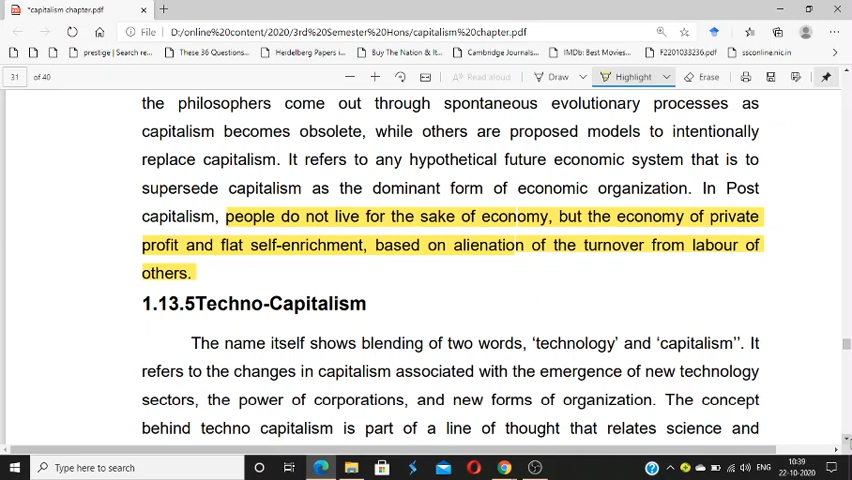 *capitalism chapter.pdf
File
D:/online%20content/2020/3rd%20Semester%20Hons/capitalism%20chapter.pdf
prestige | Search re...
These 36 Questions...
Heidelberg Papers i...
Buy The Nation & It...
Cambridge Journals...
IMDb: Best Movies...
F2201033236.pdf
ssconline.nic.in
31 of 40
Read aloud
Draw
Highlight
Erase
the philosophers come out through spontaneous evolutionary processes as
capitalism becomes obsolete, while others are proposed models to intentionally
replace capitalism. It refers to any hypothetical future economic system that is to
supersede capitalism as the dominant form of economic organization. In Post
capitalism, people do not live for the sake of economy, but the economy of private
profit and flat self-enrichment, based on alienation of the turnover from labour of
others.
1.13.5Techno-Capitalism
The name itself shows blending of two words, ‘technology’ and ‘capitalism’’. It
refers to the changes in capitalism associated with the emergence of new technology
sectors, the power of corporations, and new forms of organization. The concept
behind techno capitalism is part of a line of thought that relates science and
Type here to search
ENG
10:39
22-10-2020